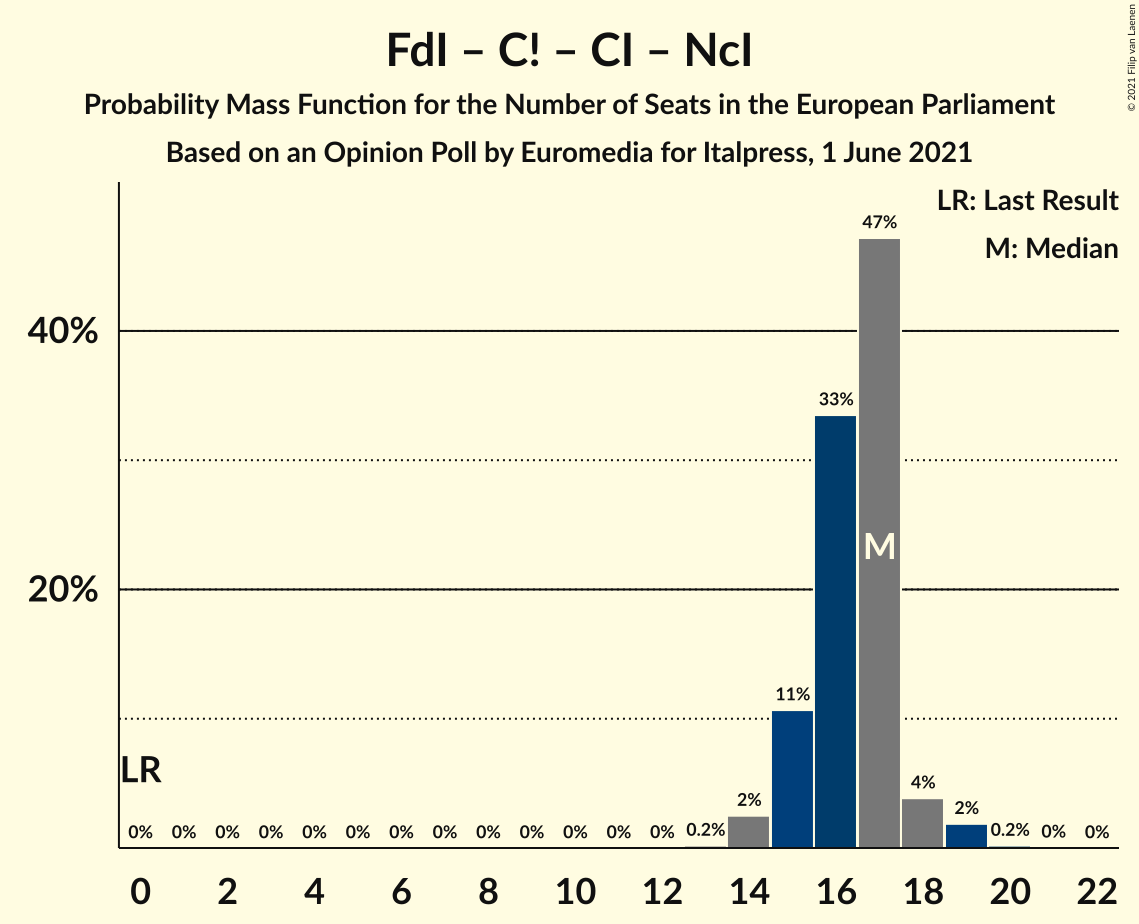 FdI – C! – CI – NcI
Probability Mass Function for the Number of Seats in the European Parliament
Based on an Opinion Poll by Euromedia for Italpress, 1 June 2021
© 2021 Filip van Laenen
LR: Last Result
M: Median
47%
40%
33%
M
20%
11%
LR
4%
2%
2%
0% 0% 0% 0% 0% 0% 0% 0% 0% 0% 0% 0% 0% 0.2% 0.2% 0% 0%
0 2 4 6 8 10 12 14 16 18 20 22